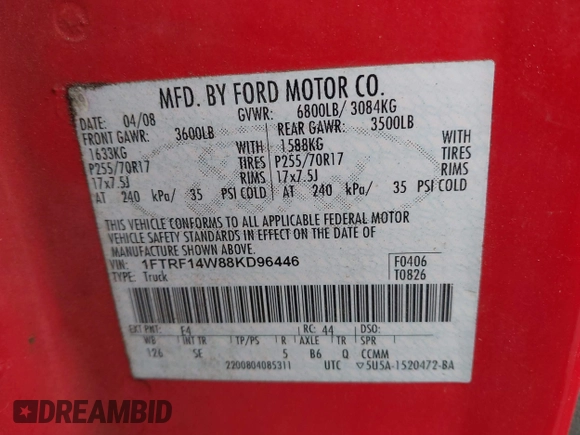 MFD. BY FORD MOTOR CO.
DATE: 04/08 GVWR: 6800LB/ 3084KG
FRONT GAWR: 3600LB REAR GAWR: 3500LB
1633KG WITH 1588KG WITH
P255/70R17 TIRES P255/70R17 TIRES
17x7.5J RIMS 17x7.5J RIMS
AT 240 kPa/ 35 PSI COLD AT 240 kPa/ 35 PSI COLD
THIS VEHICLE CONFORMS TO ALL APPLICABLE FEDERAL MOTOR
VEHICLE SAFETY STANDARDS IN EFFECT ON THE DATE OF
MANUFACTURE SHOWN ABOVE.
VIN: 1FTRF14W88KD96446 F0406
TYPE: Truck T0826
EXT PNT: F4 RC: 44 DSO:
WB INT TR TP/PS R AXLE TR SPR
126 SE 5 B6 Q CCMM
2200804085311 UTC ▽5U5A-1520472-BA
DREAMBID